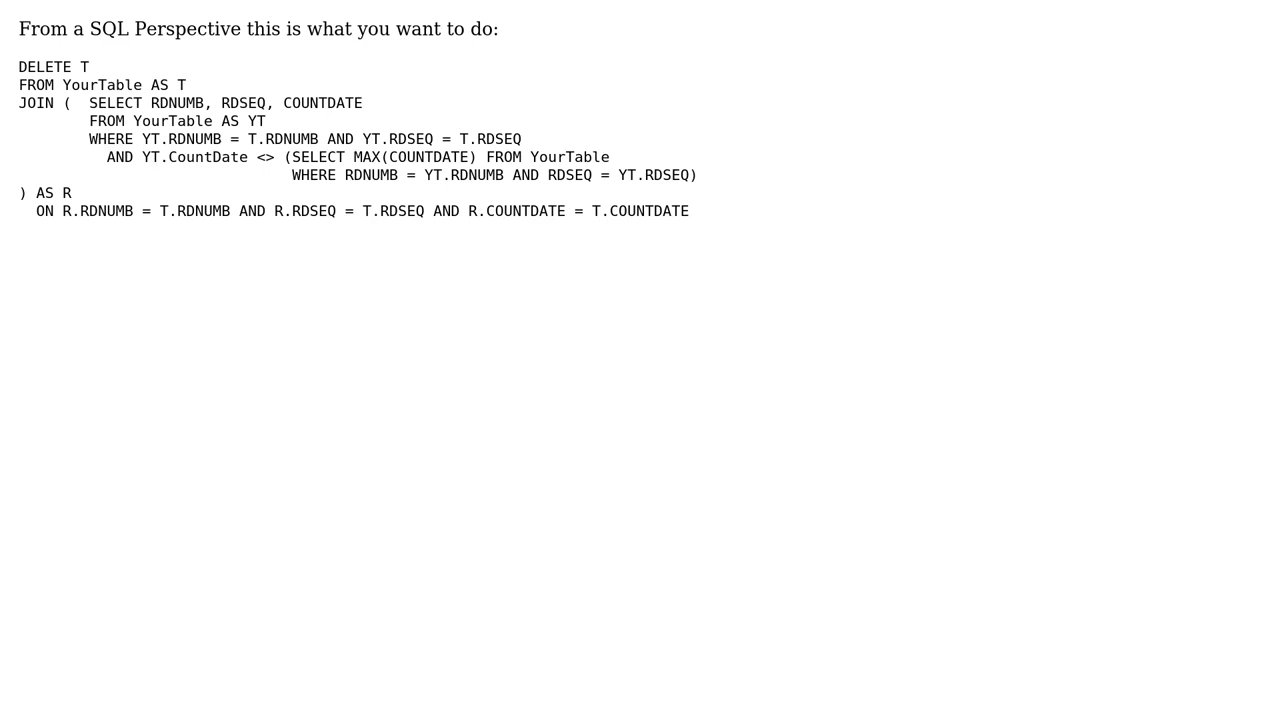 From a SQL Perspective this is what you want to do:
DELETE T
FROM YourTable AS T
JOIN (  SELECT RDNUMB, RDSEQ, COUNTDATE
        FROM YourTable AS YT
        WHERE YT.RDNUMB = T.RDNUMB AND YT.RDSEQ = T.RDSEQ
          AND YT.CountDate <> (SELECT MAX(COUNTDATE) FROM YourTable
                               WHERE RDNUMB = YT.RDNUMB AND RDSEQ = YT.RDSEQ)
) AS R
  ON R.RDNUMB = T.RDNUMB AND R.RDSEQ = T.RDSEQ AND R.COUNTDATE = T.COUNTDATE